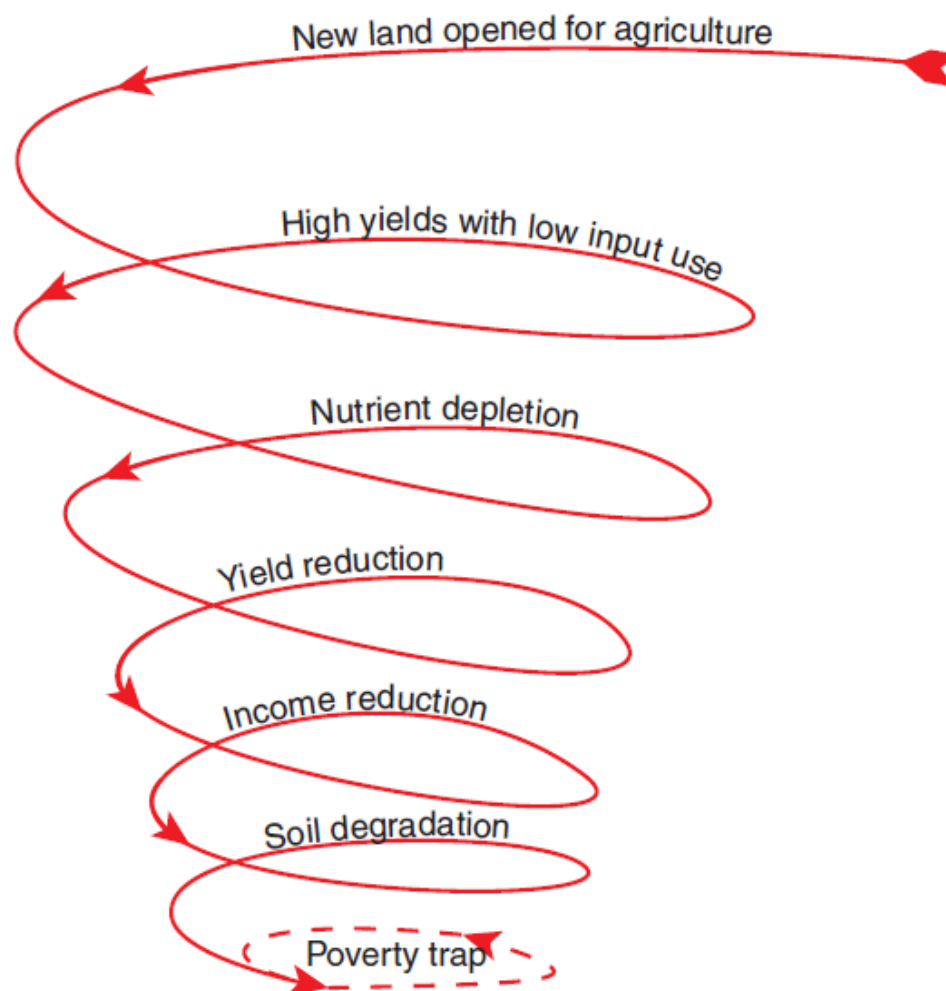 New land opened for agriculture
High yields with low input use
Nutrient depletion
Yield reduction
Income reduction
Soil degradation
Poverty trap